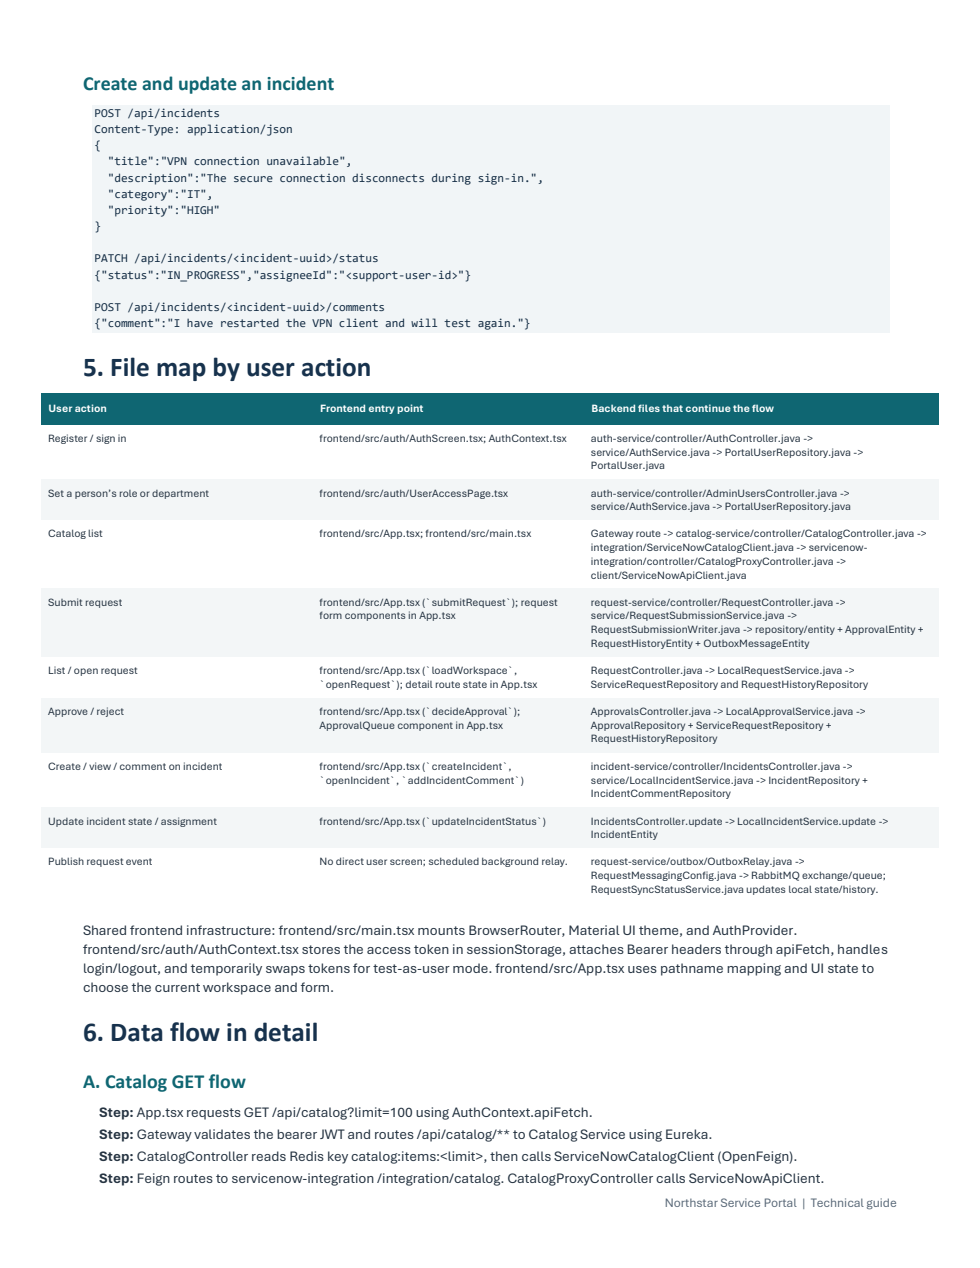 Create and update an incident
POST /api/incidents
Content-Type: application/json
{
  "title":"VPN connection unavailable",
  "description":"The secure connection disconnects during sign-in.",
  "category":"IT",
  "priority":"HIGH"
}
PATCH /api/incidents/<incident-uuid>/status
{"status":"IN_PROGRESS","assigneeId":"<support-user-id>"}
POST /api/incidents/<incident-uuid>/comments
{"comment":"I have restarted the VPN client and will test again."}
5. File map by user action
User action
Frontend entry point
Backend files that continue the flow
Register / sign in
frontend/src/auth/AuthScreen.tsx; AuthContext.tsx
auth-service/controller/AuthController.java ->
service/AuthService.java -> PortalUserRepository.java ->
PortalUser.java
Set a person's role or department
frontend/src/auth/UserAccessPage.tsx
auth-service/controller/AdminUsersController.java ->
service/AuthService.java -> PortalUserRepository.java
Catalog list
frontend/src/App.tsx; frontend/src/main.tsx
Gateway route -> catalog-service/controller/CatalogController.java ->
integration/ServiceNowCatalogClient.java -> servicenow-
integration/controller/CatalogProxyController.java ->
client/ServiceNowApiClient.java
Submit request
frontend/src/App.tsx (`submitRequest`); request
form components in App.tsx
request-service/controller/RequestController.java ->
service/RequestSubmissionService.java ->
RequestSubmissionWriter.java -> repository/entity + ApprovalEntity +
RequestHistoryEntity + OutboxMessageEntity
List / open request
frontend/src/App.tsx (`loadWorkspace`,
`openRequest`); detail route state in App.tsx
RequestController.java -> LocalRequestService.java ->
ServiceRequestRepository and RequestHistoryRepository
Approve / reject
frontend/src/App.tsx (`decideApproval`);
ApprovalQueue component in App.tsx
ApprovalsController.java -> LocalApprovalService.java ->
ApprovalRepository + ServiceRequestRepository +
RequestHistoryRepository
Create / view / comment on incident
frontend/src/App.tsx (`createIncident`,
`openIncident`, `addIncidentComment`)
incident-service/controller/IncidentsController.java ->
service/LocalIncidentService.java -> IncidentRepository +
IncidentCommentRepository
Update incident state / assignment
frontend/src/App.tsx (`updateIncidentStatus`)
IncidentsController.update -> LocalIncidentService.update ->
IncidentEntity
Publish request event
No direct user screen; scheduled background relay.
request-service/outbox/OutboxRelay.java ->
RequestMessagingConfig.java -> RabbitMQ exchange/queue;
RequestSyncStatusService.java updates local state/history.
Shared frontend infrastructure: frontend/src/main.tsx mounts BrowserRouter, Material UI theme, and AuthProvider.
frontend/src/auth/AuthContext.tsx stores the access token in sessionStorage, attaches Bearer headers through apiFetch, handles
login/logout, and temporarily swaps tokens for test-as-user mode. frontend/src/App.tsx uses pathname mapping and UI state to
choose the current workspace and form.
6. Data flow in detail
A. Catalog GET flow
Step: App.tsx requests GET /api/catalog?limit=100 using AuthContext.apiFetch.
Step: Gateway validates the bearer JWT and routes /api/catalog/** to Catalog Service using Eureka.
Step: CatalogController reads Redis key catalog:items:<limit>, then calls ServiceNowCatalogClient (OpenFeign).
Step: Feign routes to servicenow-integration /integration/catalog. CatalogProxyController calls ServiceNowApiClient.
Northstar Service Portal | Technical guide